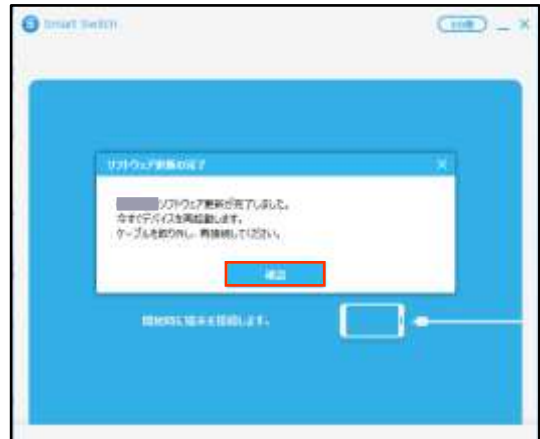 Smart Switch
ソフトウェア更新の完了
ソフトウェア更新が完了しました。
今すぐデバイスを再起動します。
ケーブルを取り外し、再接続してください。
確認
開始時に端末を接続します。